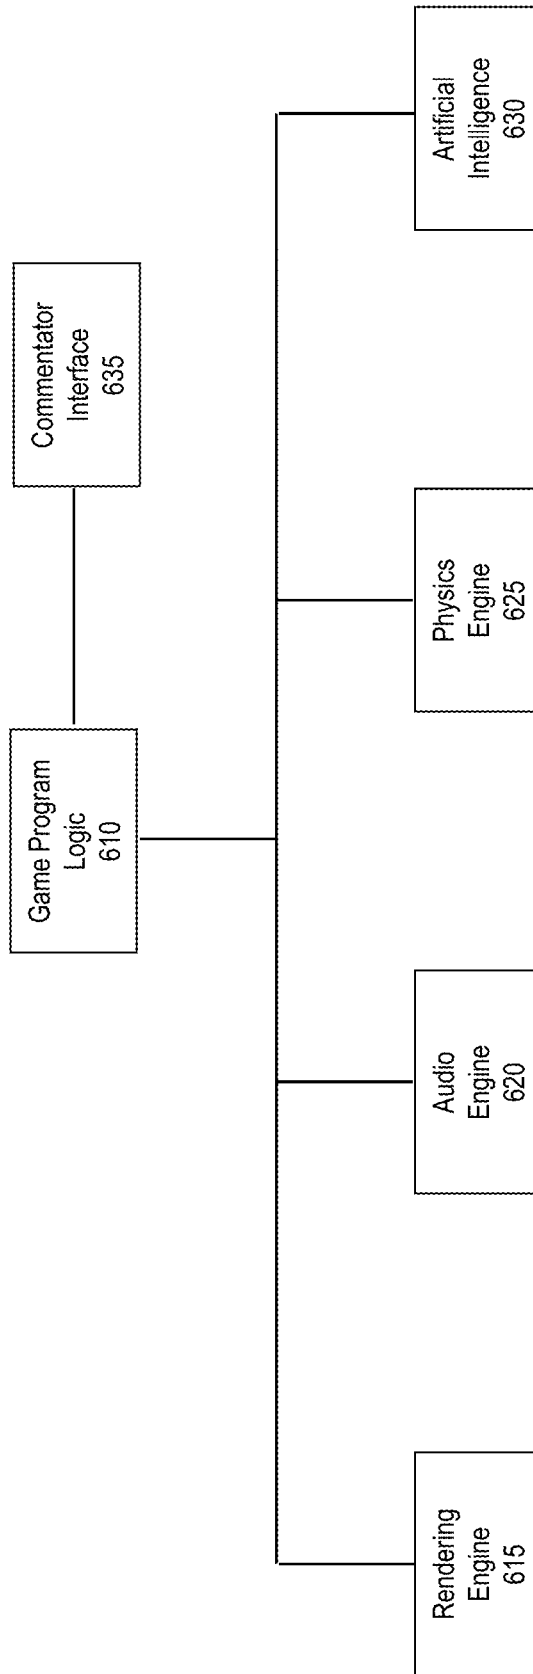 Game Program
Logic
610
Commentator
Interface
635
Rendering
Engine
615
Audio
Engine
620
Physics
Engine
625
Artificial
Intelligence
630